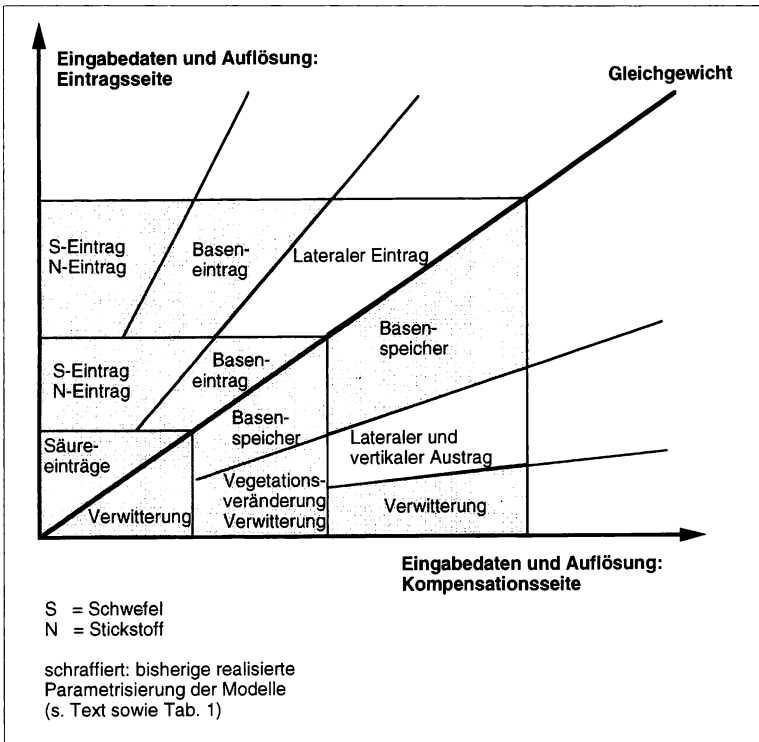 Eingabedaten und Auflösung:
Eintragsseite
Gleichgewicht
S-Eintrag
N-Eintrag
Basen-
eintrag
Lateraler Eintrag
Basen-
speicher
S-Eintrag
N-Eintrag
Basen-
eintrag
Basen-
speicher
Lateraler und
vertikaler Austrag
Säure-
einträge
Verwitterung
Vegetations-
veränderung
Verwitterung
Verwitterung
Eingabedaten und Auflösung:
Kompensationsseite
S = Schwefel
N = Stickstoff
schraffiert: bisherige realisierte
Parametrisierung der Modelle
(s. Text sowie Tab. 1)